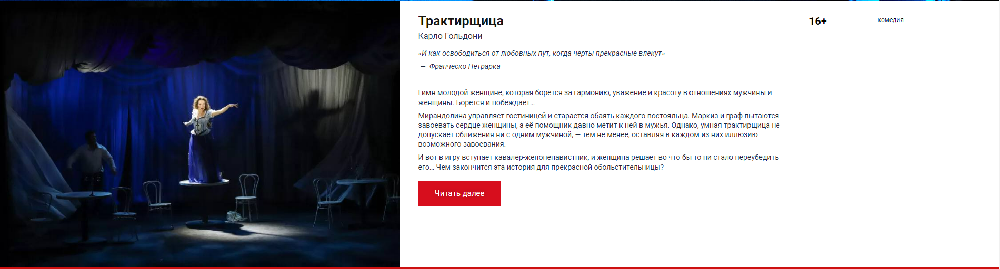 Трактирщица
16+
комедия
Карло Гольдони
«И как освободиться от любовных пут, когда черты прекрасные влекут»
— Франческо Петрарка
Гимн молодой женщине, которая борется за гармонию, уважение и красоту в отношениях мужчины и
женщины. Борется и побеждает...
Мирандолина управляет гостиницей и старается обаять каждого постояльца. Маркиз и граф пытаются
завоевать сердце женщины, а её помощник давно метит к ней в мужья. Однако, умная трактирщица не
допускает сближения ни с одним мужчиной, — тем не менее, оставляя в каждом из них иллюзию
возможного завоевания.
И вот в игру вступает кавалер-женоненавистник, и женщина решает во что бы то ни стало переубедить
его... Чем закончится эта история для прекрасной обольстительницы?
Читать далее